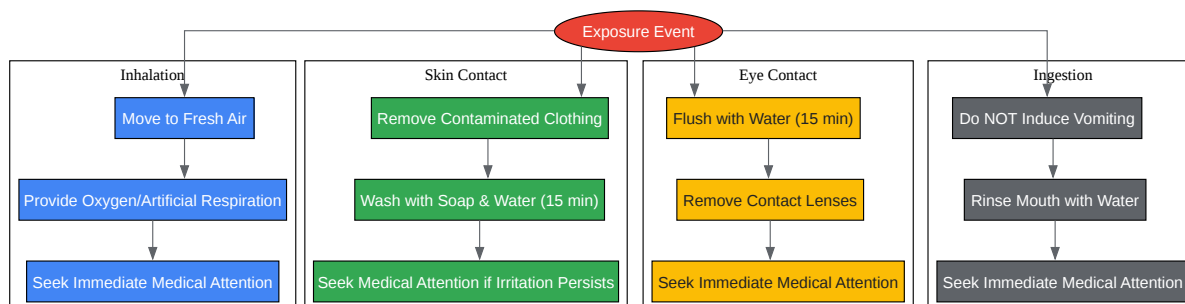 Exposure Event
Inhalation
Move to Fresh Air
Provide Oxygen/Artificial Respiration
Seek Immediate Medical Attention
Skin Contact
Remove Contaminated Clothing
Wash with Soap & Water (15 min)
Seek Medical Attention if Irritation Persists
Eye Contact
Flush with Water (15 min)
Remove Contact Lenses
Seek Immediate Medical Attention
Ingestion
Do NOT Induce Vomiting
Rinse Mouth with Water
Seek Immediate Medical Attention